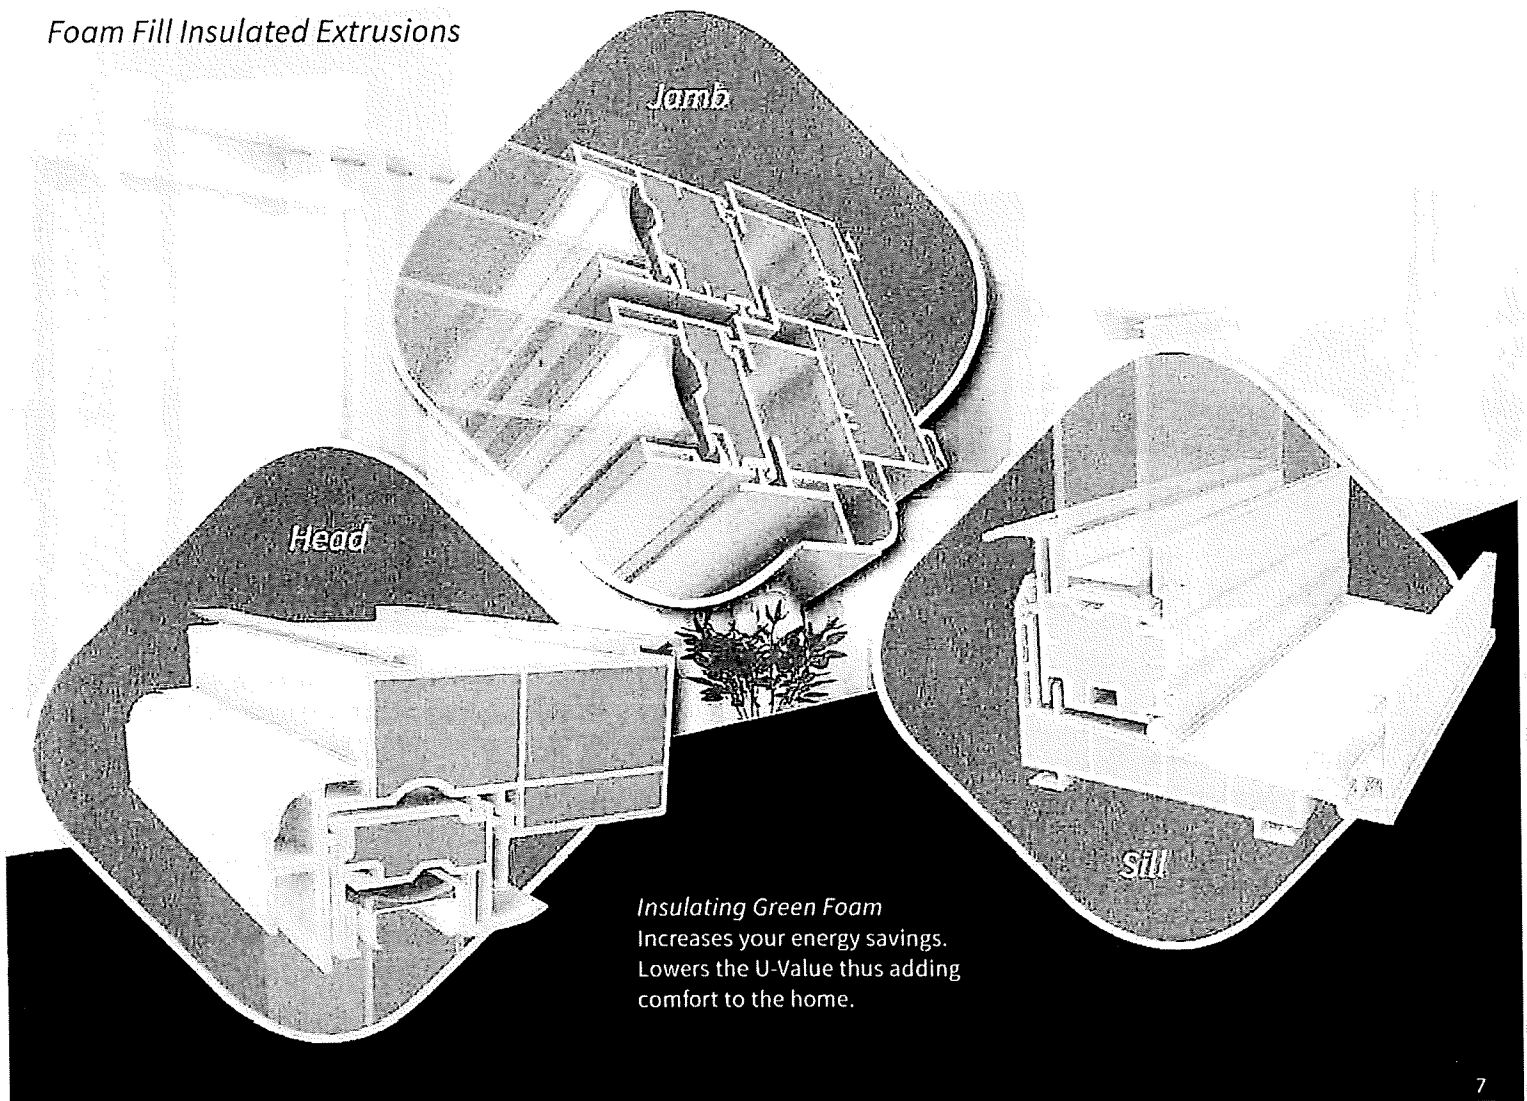 Foam Fill Insulated Extrusions
Jamb
Head
Sill
Insulating Green Foam
Increases your energy savings.
Lowers the U-Value thus adding
comfort to the home.
7